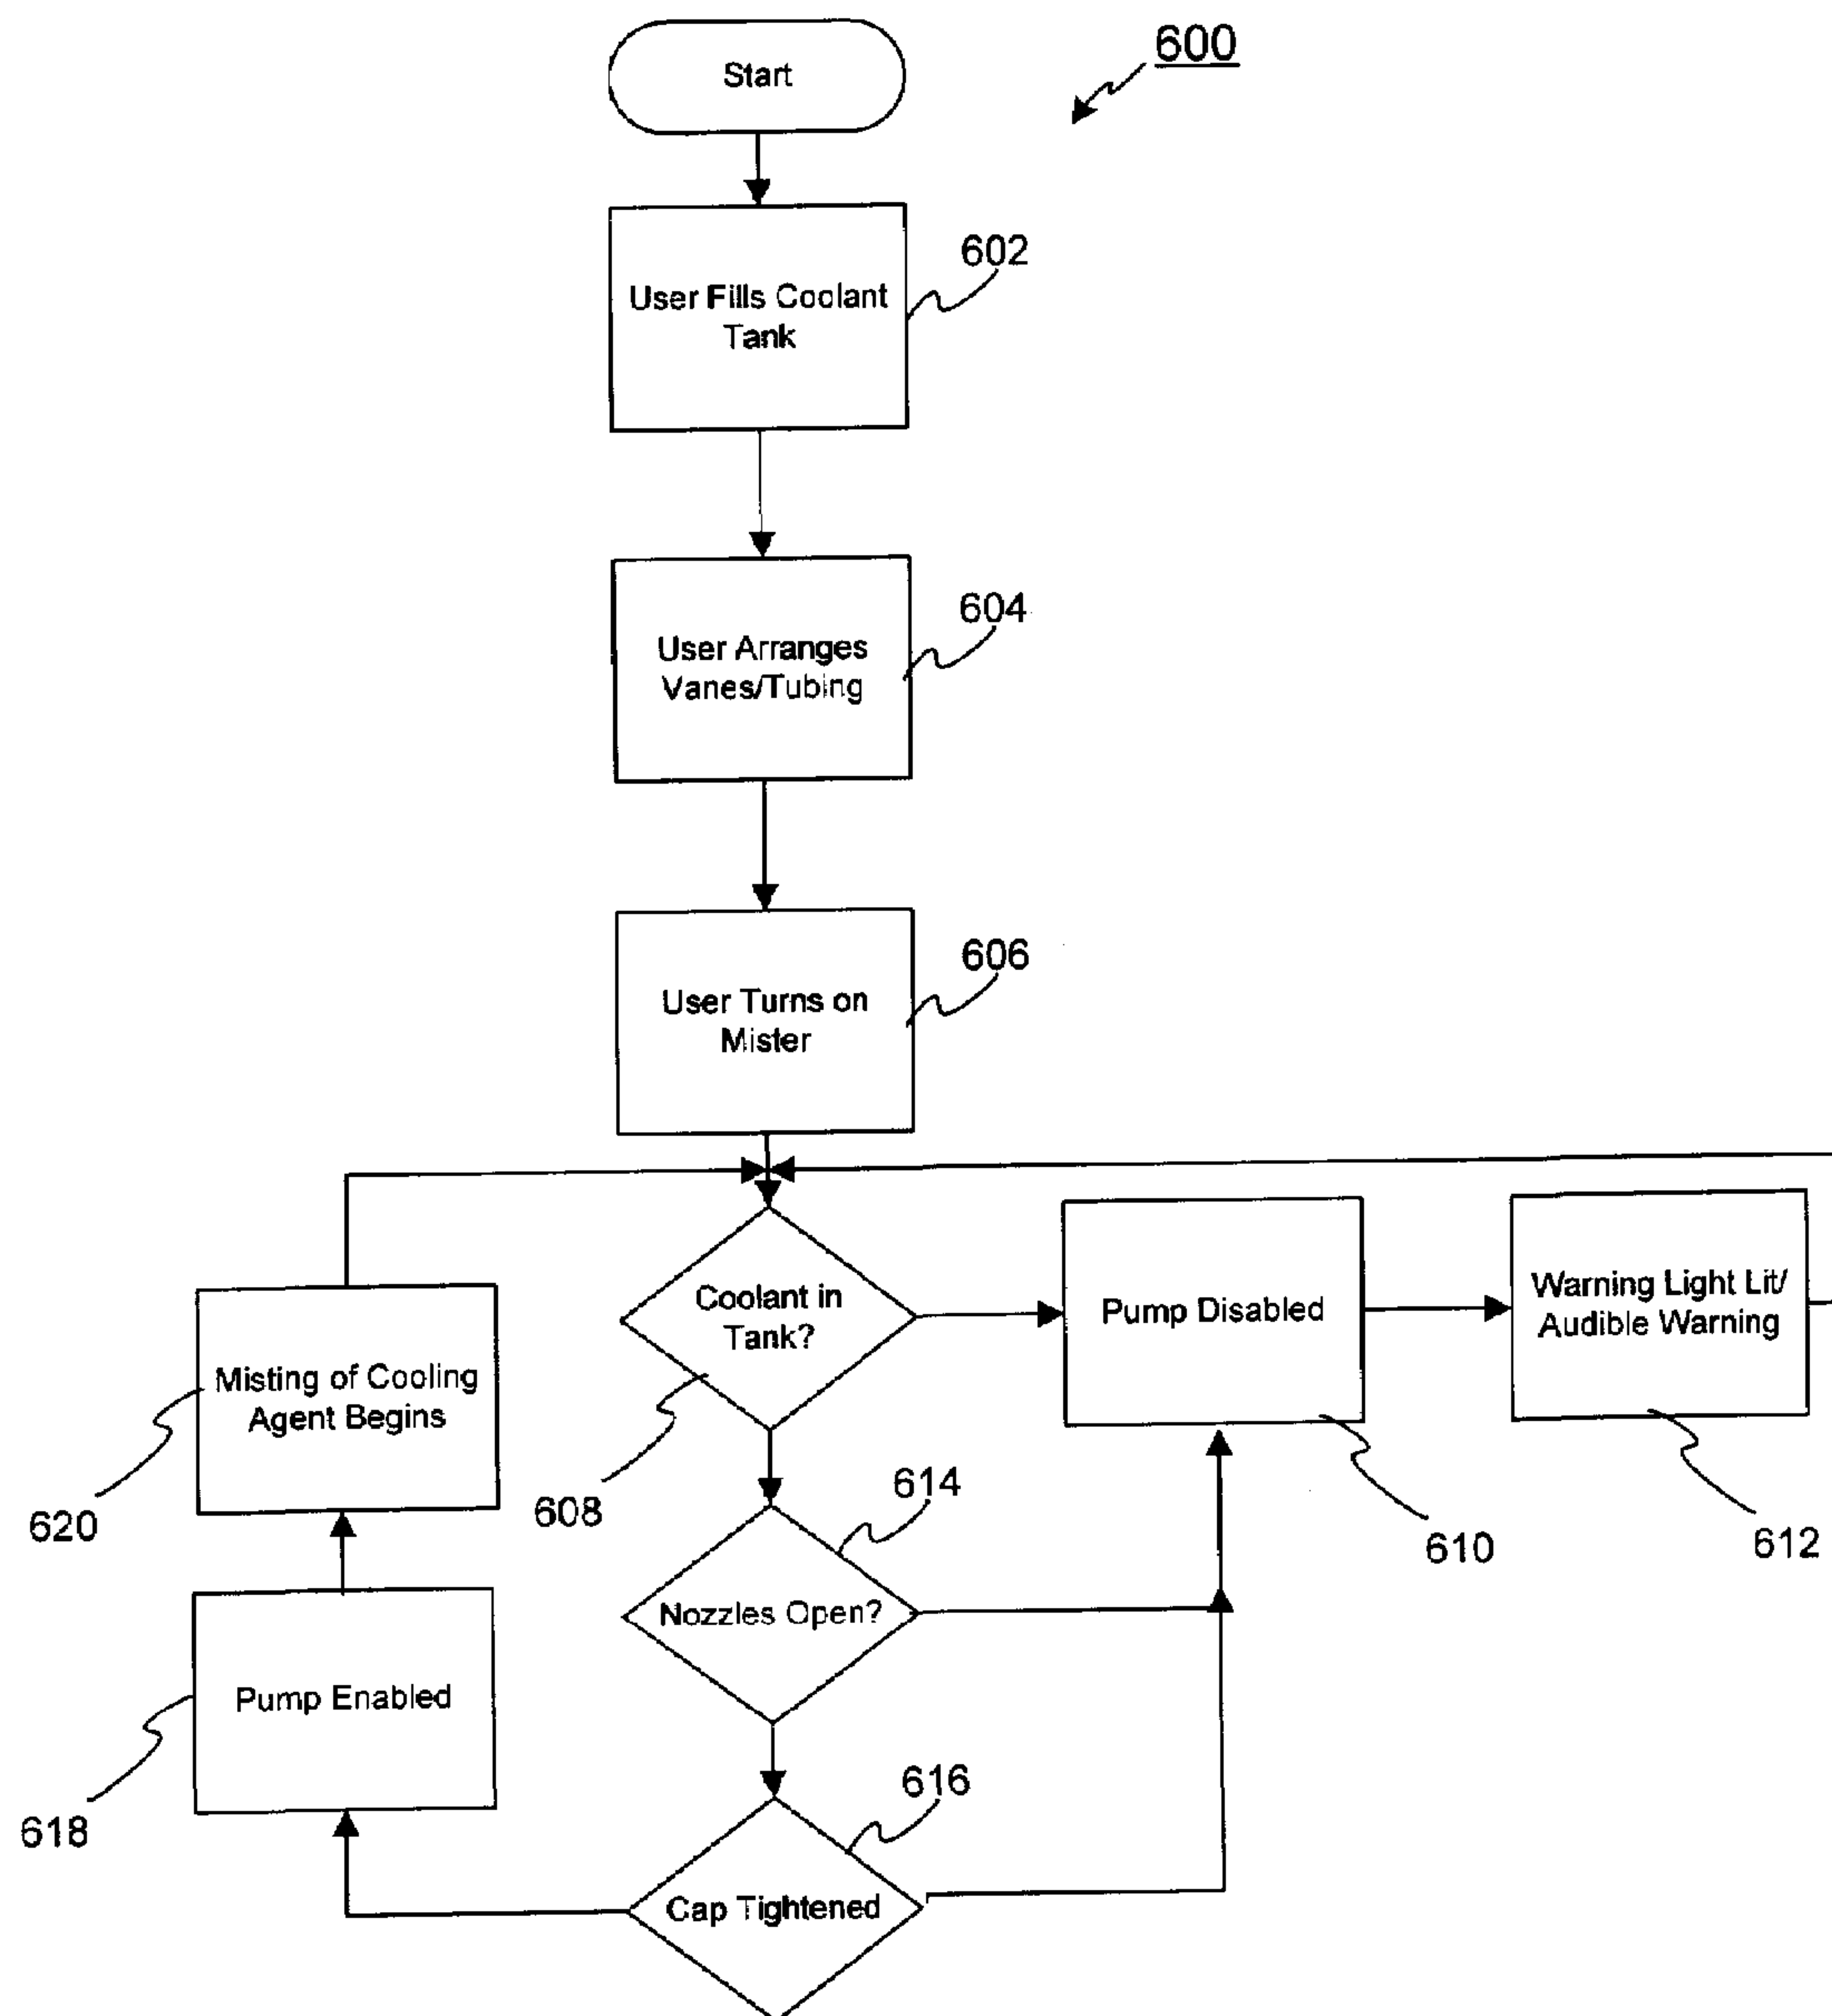 Start
600
User Fills Coolant
Tank
602
User Arranges
Vanes/Tubing
604
User Turns on
Mister
606
Coolant in
Tank?
608
Pump Disabled
610
Warning Light Lit/
Audible Warning
612
Misting of Cooling
Agent Begins
620
Nozzles Open?
614
Pump Enabled
618
Cap Tightened
616